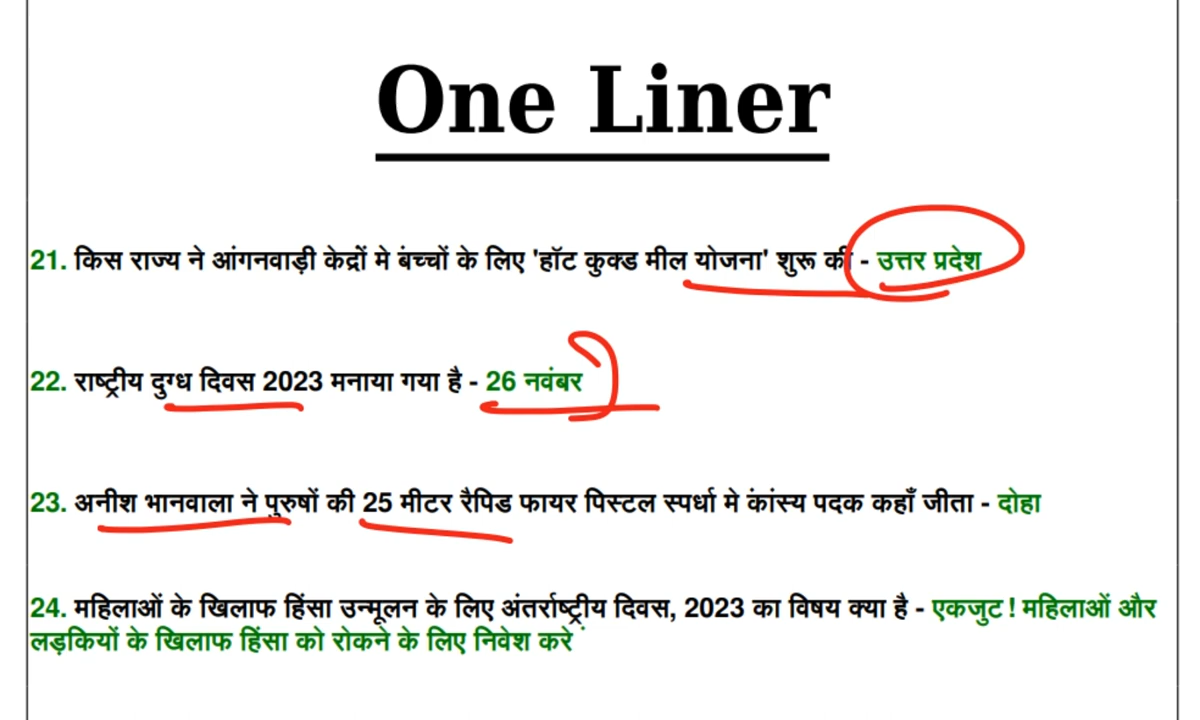 One Liner
21. किस राज्य ने आंगनवाड़ी केद्रों मे बंच्चों के लिए 'हॉट कुक्ड मील योजना' शुरू की - उत्तर प्रदेश
22. राष्ट्रीय दुग्ध दिवस 2023 मनाया गया है - 26 नवंबर
23. अनीश भानवाला ने पुरुषों की 25 मीटर रैपिड फायर पिस्टल स्पर्धा मे कंांस्य पदक कहाँ जीता - दोहा
24. महिलाओं के खिलाफ हिंसा उन्मूलन के लिए अंतर्राष्ट्रीय दिवस, 2023 का विषय क्या है - एकजुट! महिलाओं और
लड़कियों के खिलाफ हिंसा को रोकने के लिए निवेश करें